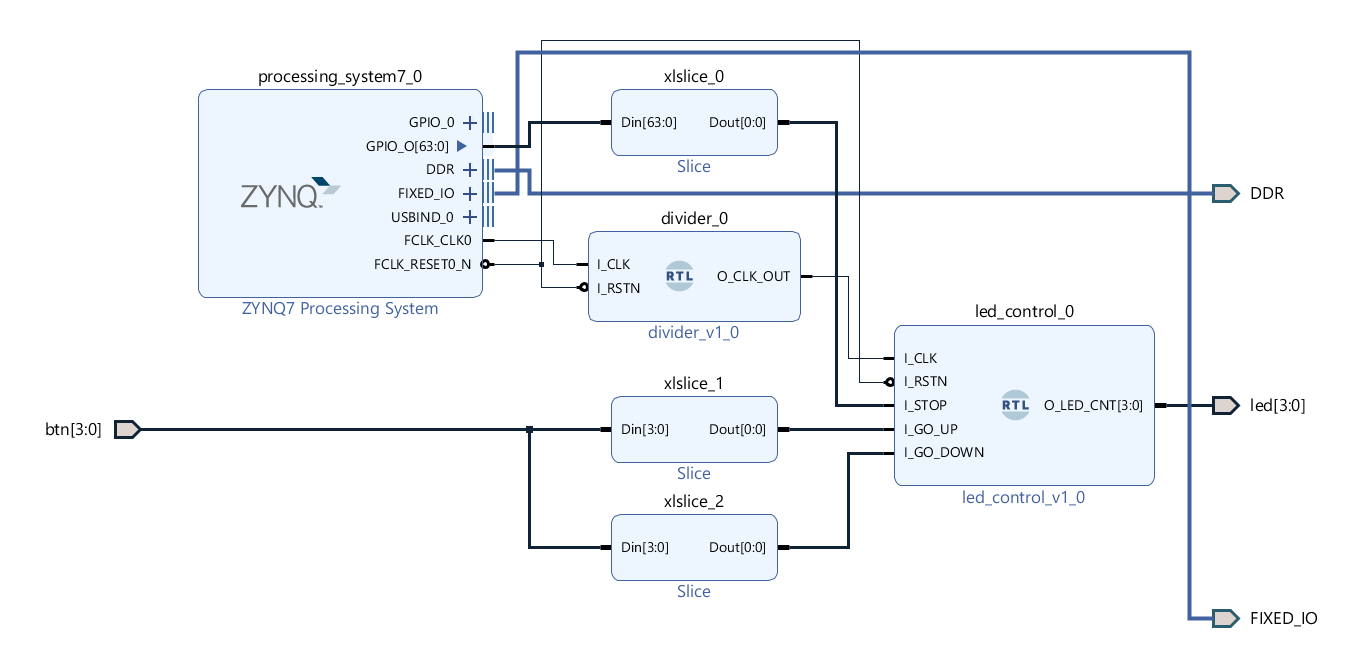 processing_system7_0
GPIO_0
GPIO_O[63:0]
DDR
FIXED_IO
USBIND_0
FCLK_CLK0
FCLK_RESET0_N
ZYNQ
ZYNQ7 Processing System
xlslice_0
Din[63:0] Dout[0:0]
Slice
DDR
divider_0
I_CLK
I_RSTN
RTL
O_CLK_OUT
divider_v1_0
led_control_0
I_CLK
I_RSTN
I_STOP
I_GO_UP
I_GO_DOWN
RTL
O_LED_CNT[3:0]
led_control_v1_0
led[3:0]
btn[3:0]
xlslice_1
Din[3:0] Dout[0:0]
Slice
xlslice_2
Din[3:0] Dout[0:0]
Slice
FIXED_IO